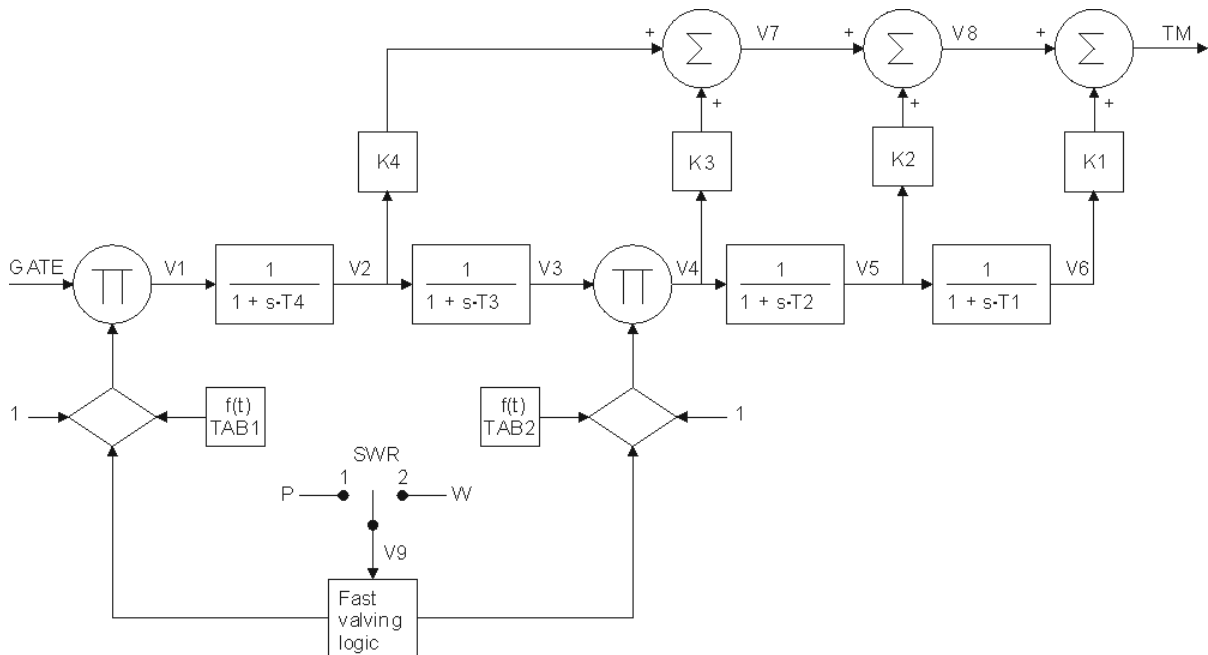 + Σ V7 + Σ V8 + Σ TM
+ + +
K4 K3 K2 K1
GATE ∏ V1 1 V2 1 V3 ∏ V4 1 V5 1 V6
1 + s-T4 1 + s-T3 1 + s-T2 1 + s-T1
1 f(t) f(t) 1
TAB1 TAB2
SWR
1 2
P W
V9
Fast
valving
logic